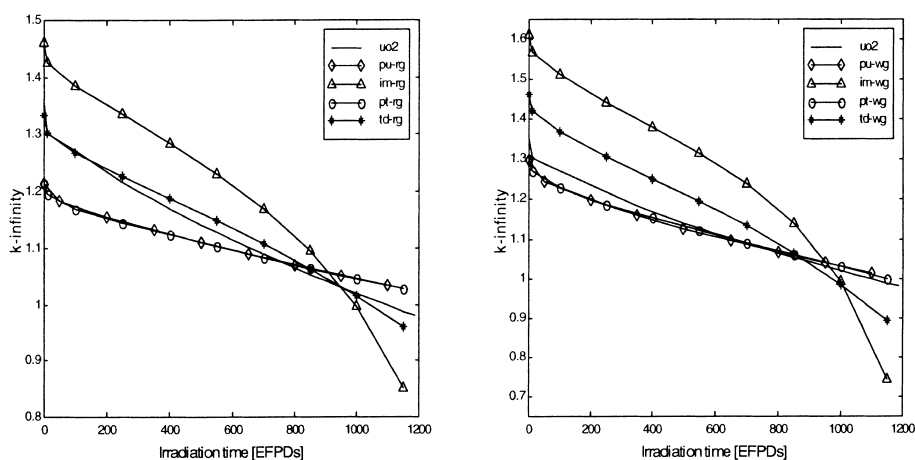 1.5
1.4
1.3
1.2
1.1
1
0.9
0.8
k-infinity
0 200 400 600 800 1000 1200
Irradiation time [EFPDs]
uo2
pu-rg
im-rg
pt-rg
td-rg
1.6
1.5
1.4
1.3
1.2
1.1
1
0.9
0.8
0.7
k-infinity
0 200 400 600 800 1000 1200
Irradiation time [EFPDs]
uo2
pu-wg
im-wg
pt-wg
td-wg